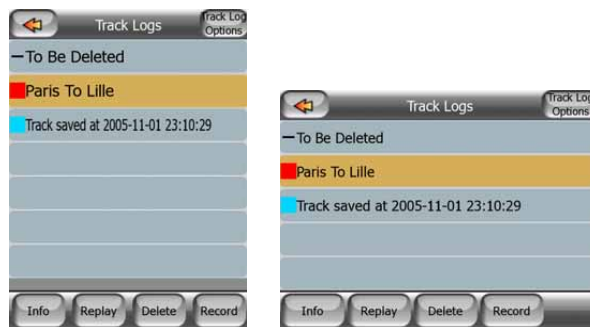 Track Logs
Track Log
Options
To Be Deleted
Paris To Lille
Track saved at 2005-11-01 23:10:29
Info Replay Delete Record
Track Logs
Track Log
Options
To Be Deleted
Paris To Lille
Track saved at 2005-11-01 23:10:29
Info Replay Delete Record